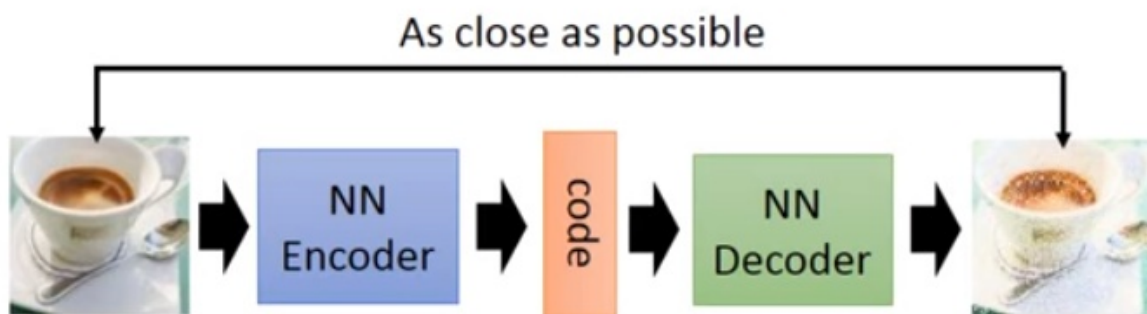 As close as possible
NN
Encoder
code
NN
Decoder